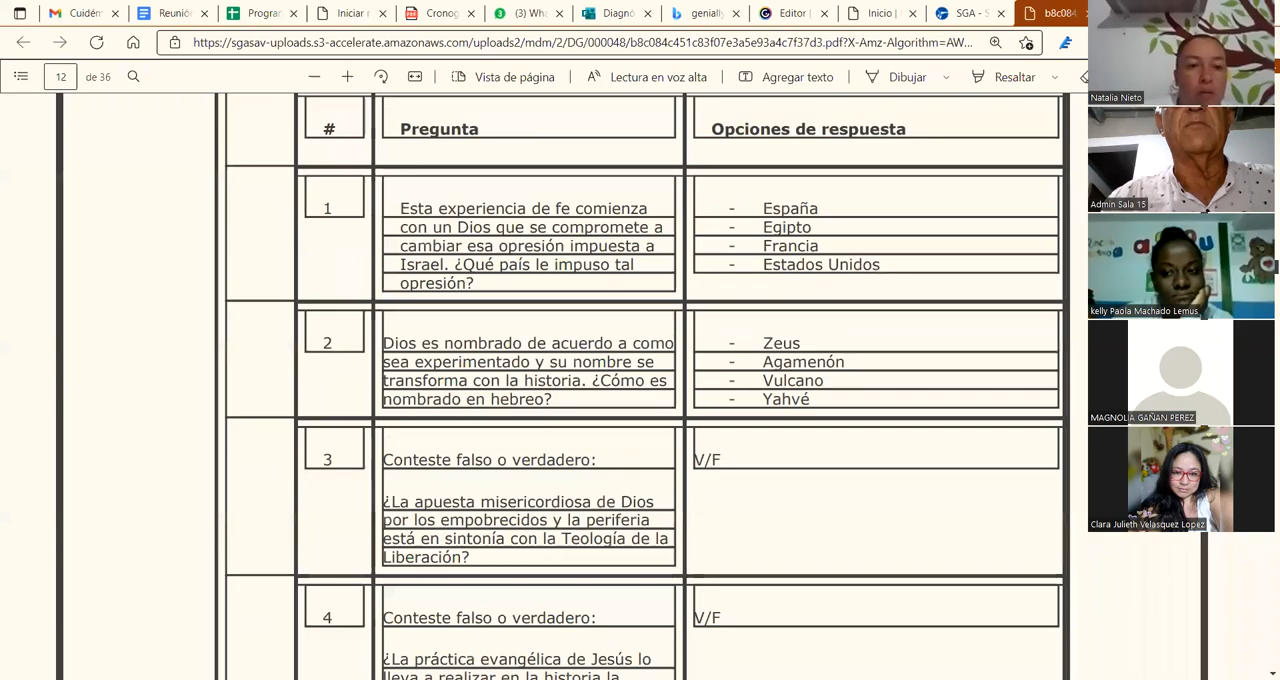 Cuidém
Reunió
Progra
Iniciar r
Cronog
(3) Wha
Diagnó
genially
Editor |
Inicio |
SGA - S
b8c084
https://sgasav-uploads.s3-accelerate.amazonaws.com/uploads2/mdm/2/DG/000048/b8c084c451c83f07e3a5e93a4c7f37d3.pdf?X-Amz-Algorithm=AW...
12 de 36
Vista de página
Lectura en voz alta
Agregar texto
Dibujar
Resaltar
# Pregunta Opciones de respuesta
1
Esta experiencia de fe comienza
con un Dios que se compromete a
cambiar esa opresión impuesta a
Israel. ¿Qué país le impuso tal
opresión?
- España
- Egipto
- Francia
- Estados Unidos
2
Dios es nombrado de acuerdo a como
sea experimentado y su nombre se
transforma con la historia. ¿Cómo es
nombrado en hebreo?
- Zeus
- Agamenón
- Vulcano
- Yahvé
3
Conteste falso o verdadero:
¿La apuesta misericordiosa de Dios
por los empobrecidos y la periferia
está en sintonía con la Teología de la
Liberación?
V/F
4
Conteste falso o verdadero:
¿La práctica evangélica de Jesús lo
lleva a realizar en la historia la
V/F
Natalia Nieto
Admin Sala 15
kelly Paola Machado Lemus
MAGNOLIA GAÑAN PEREZ
Clara Julieth Velasquez Lopez